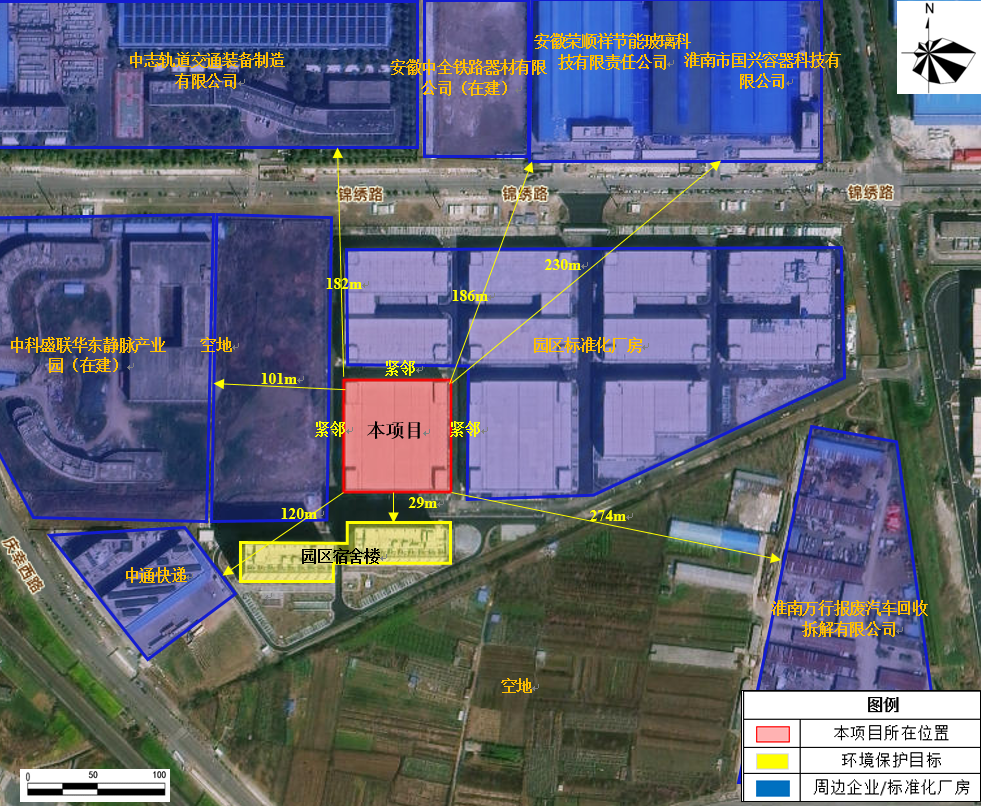 N
中志轨道交通装备制造
有限公司
安徽中全铁路器材有限
公司（在建）
安徽荣顺祥节能玻璃科
技有限责任公司
淮南市国兴容器科技有
限公司
锦绣路
锦绣路
锦绣路
182m
186m
230m
中科盛联华东静脉产业
园（在建）
空地
园区标准化厂房
紧邻
101m
紧邻
本项目
紧邻
29m
120m
274m
园区宿舍楼
中通快递
淮南万行报废汽车回收
拆解有限公司
空地
图例
本项目所在位置
环境保护目标
周边企业/标准化厂房
0
50
100